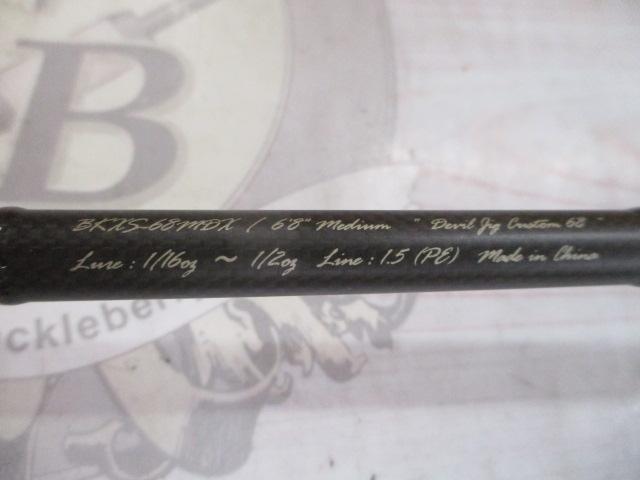 B
BKXS-68MDX / 6'8" Medium " Devil Jig Custom 68 "
Lure : 1/16oz ~ 1/2oz Line : 1.5 (PE) Made in China
ckleber